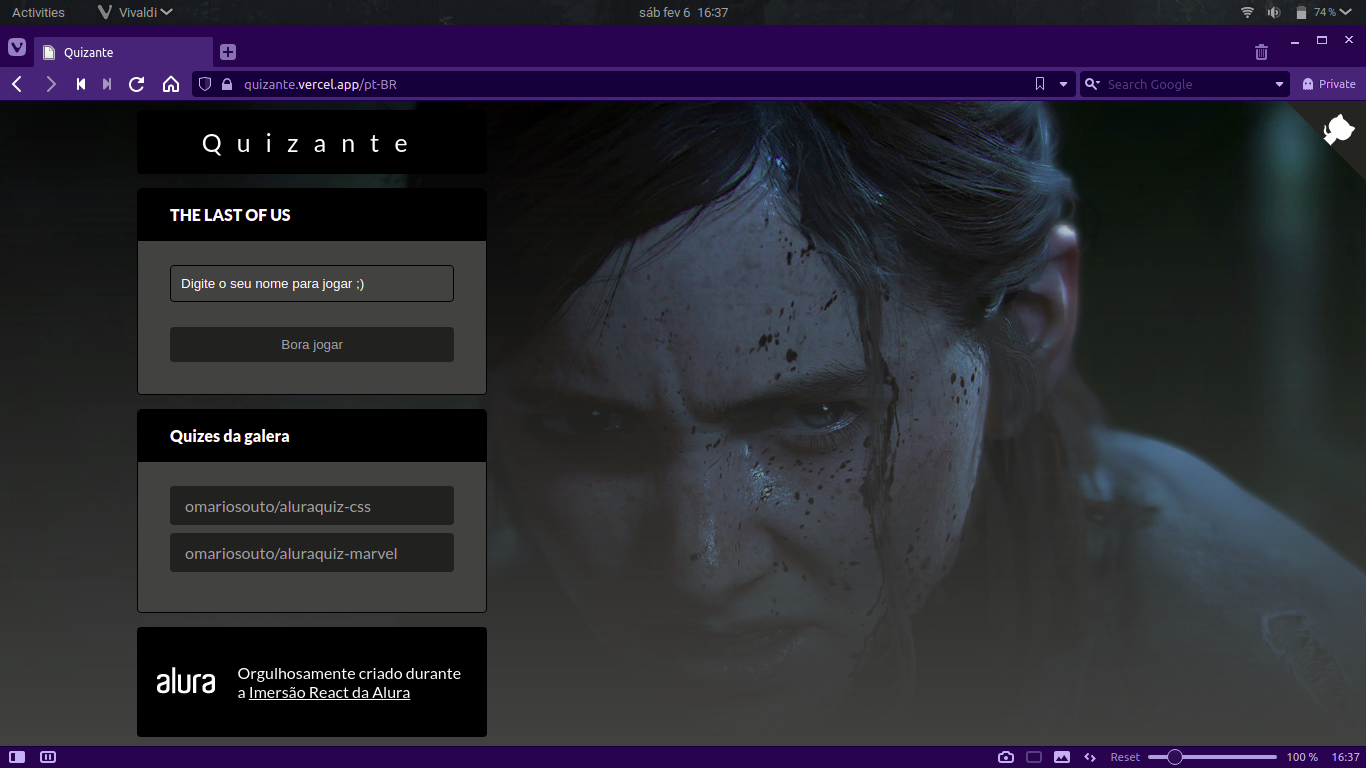 Activities
Vivaldi
sáb fev 6 16:37
74 %
Quizante
quizante.vercel.app/pt-BR
Search Google
Private
Quizante
THE LAST OF US
Digite o seu nome para jogar ;)
Bora jogar
Quizes da galera
omariosouto/aluraquiz-css
omariosouto/aluraquiz-marvel
alura
Orgulhosamente criado durante
a Imersão React da Alura
Reset
100 %
16:37